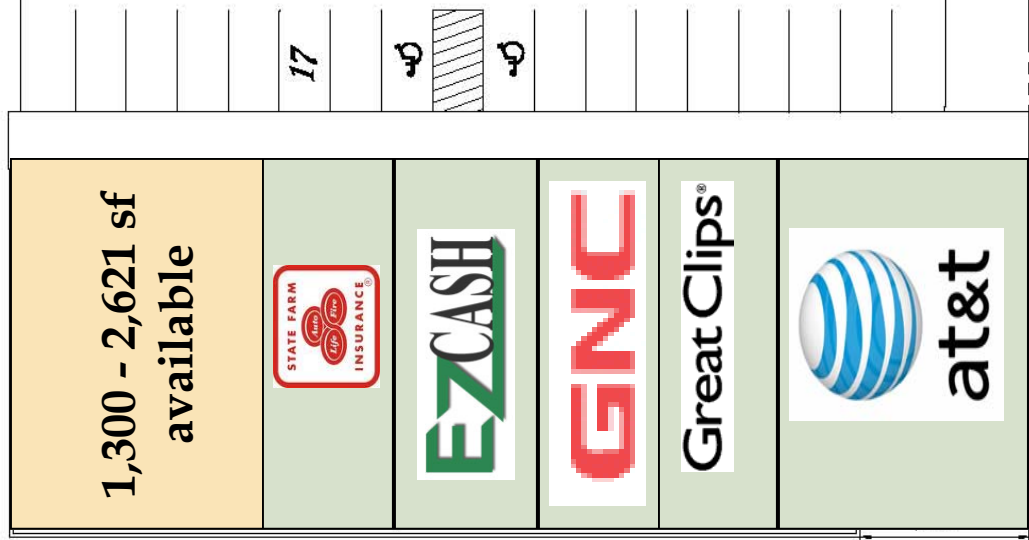 17
1,300 - 2,621 sf
available
STATE FARM
Auto
Life Fire
INSURANCE®
EZCASH
GNC
Great Clips®
at&t